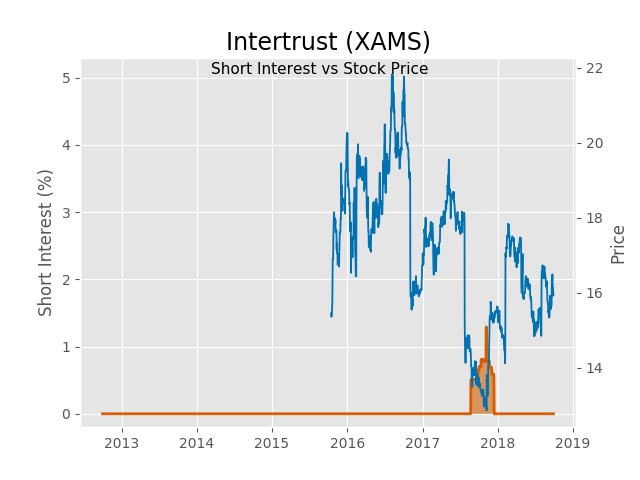 Intertrust (XAMS)
Short Interest vs Stock Price
Short Interest (%)
5
4
3
2
1
0
22
20
18
16
14
Price
2013 2014 2015 2016 2017 2018 2019